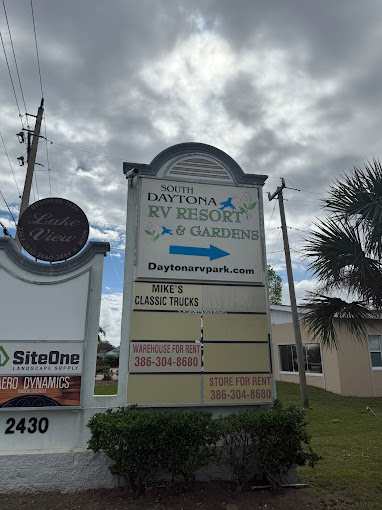 Lake
View
SOUTH
DAYTONA
RV RESORT
& GARDENS
Daytonarvpark.com
MIKE'S
CLASSIC TRUCKS
WAREHOUSE FOR RENT
386-304-8680
STORE FOR RENT
386-304-8680
SiteOne
LANDSCAPE SUPPLY
AERO DYNAMICS
2430